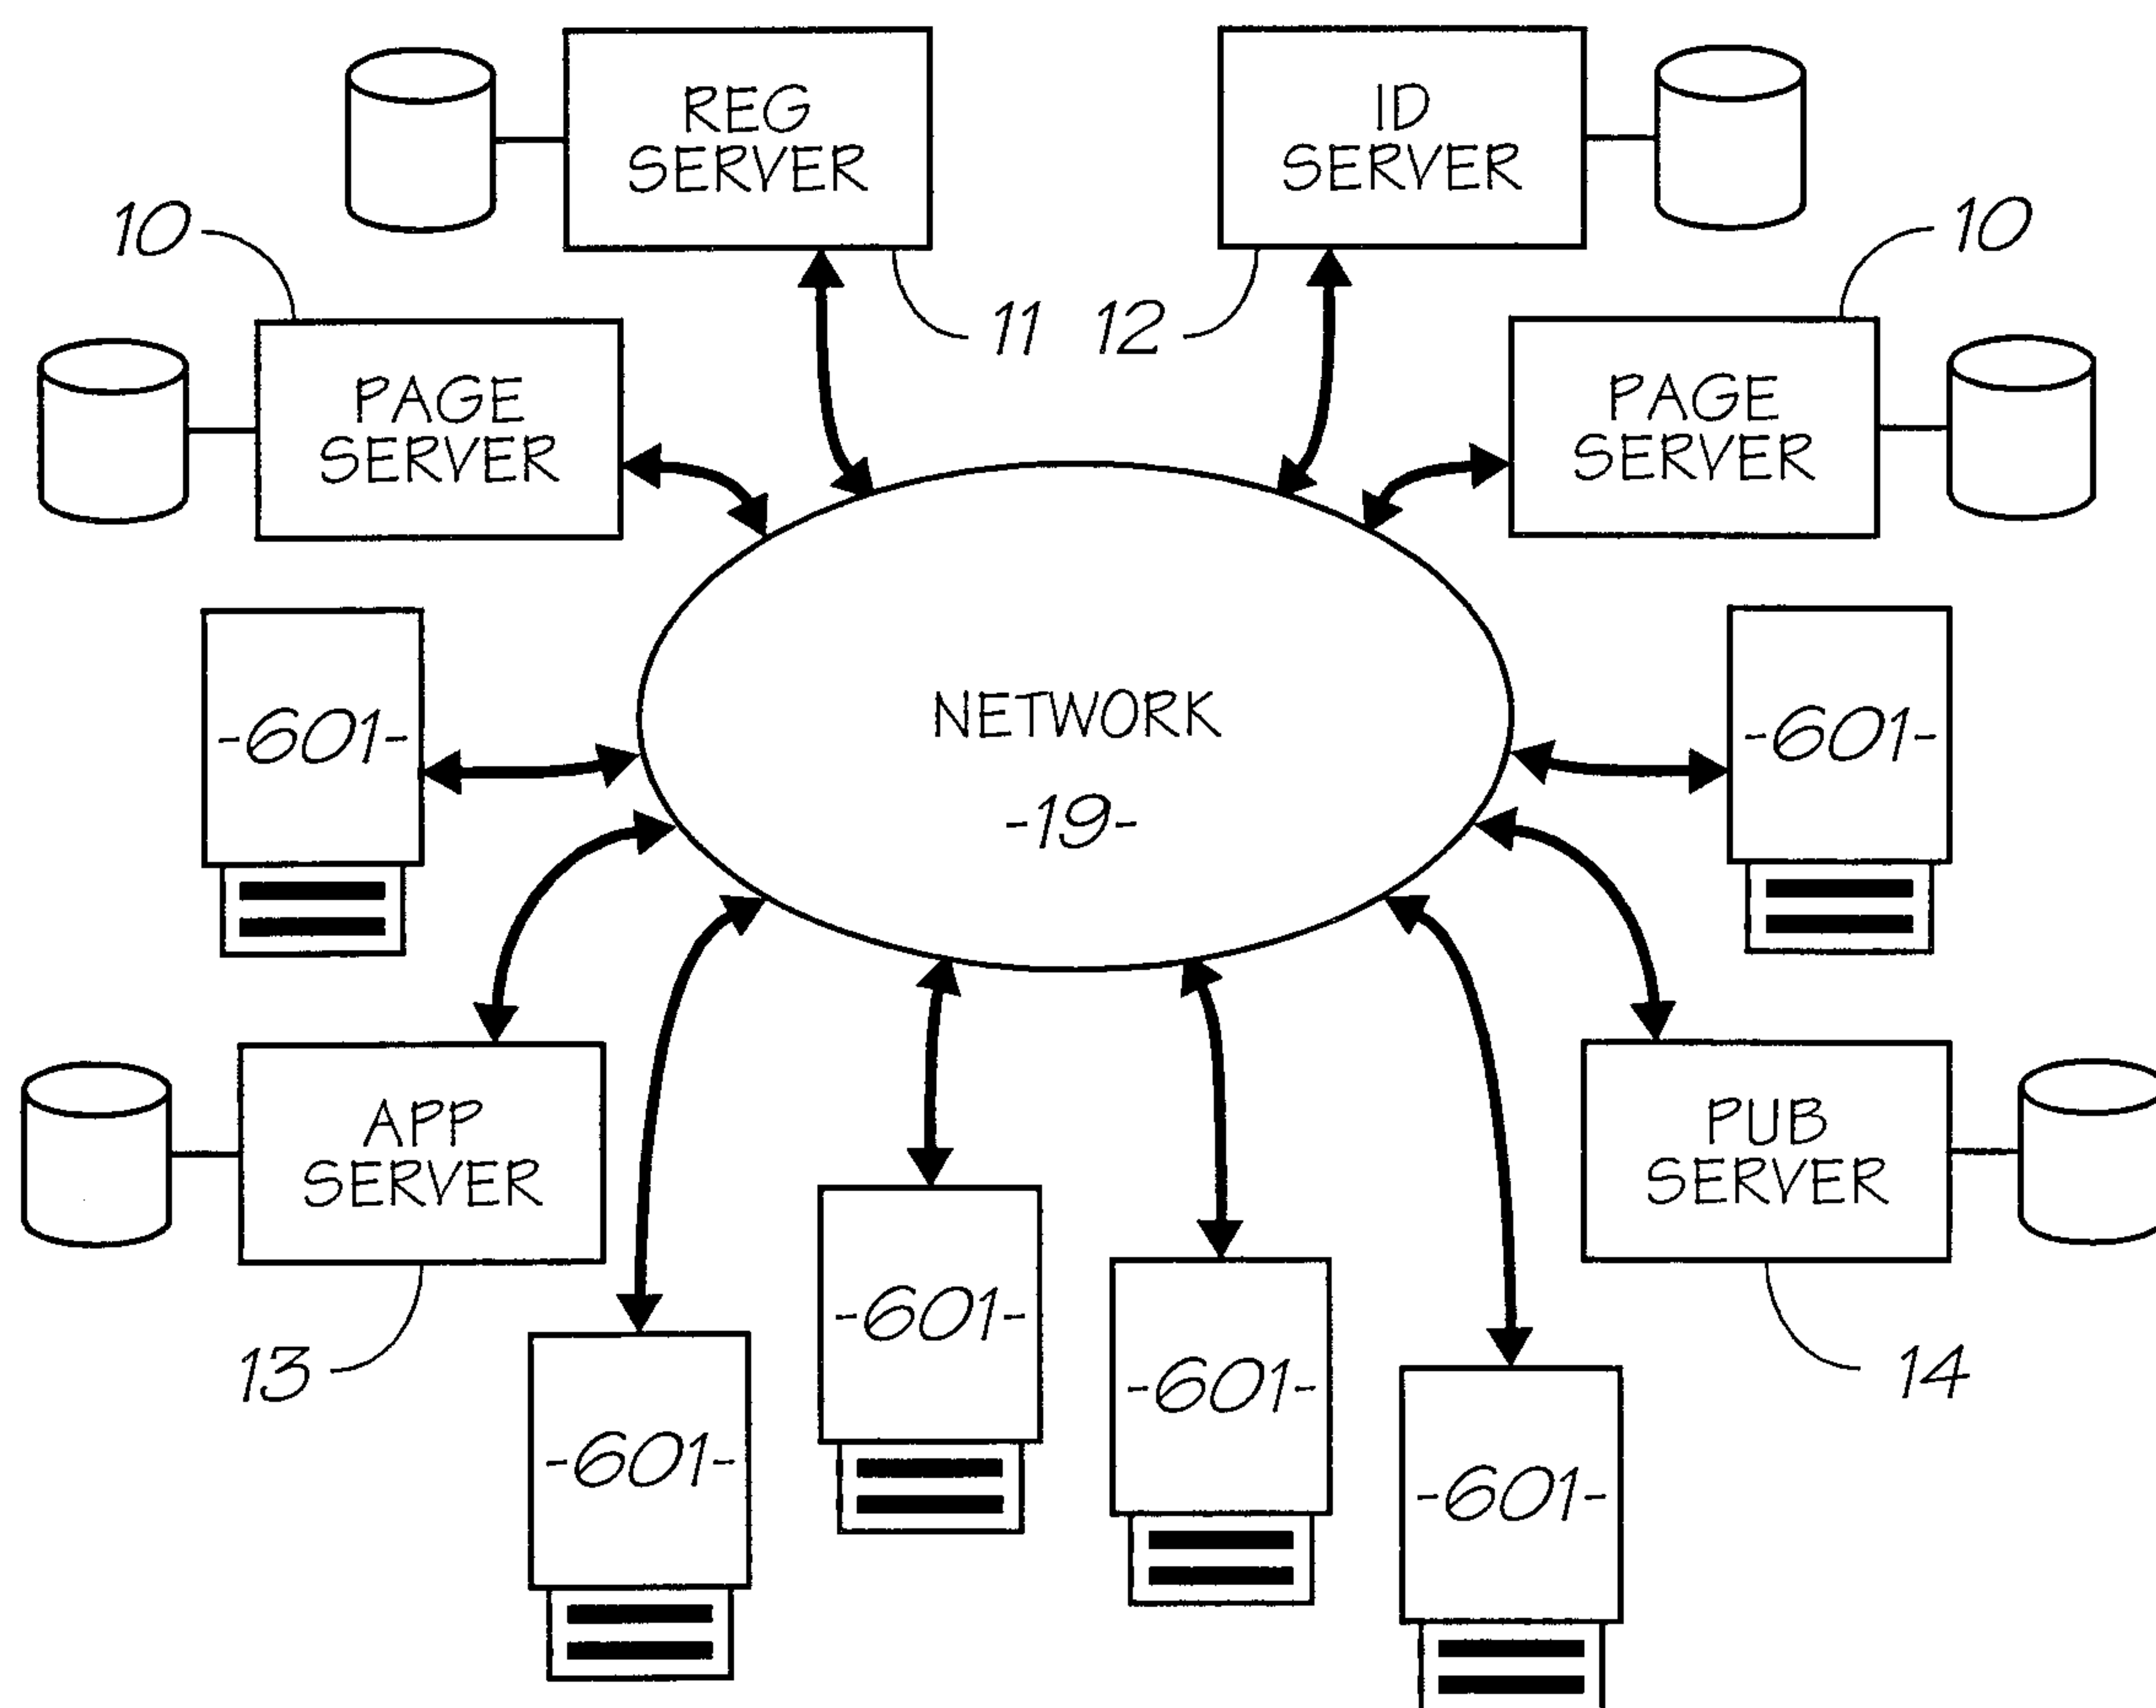 REG
SERVER
ID
SERVER
10
10
11
12
PAGE
SERVER
PAGE
SERVER
-601-
NETWORK
-19-
-601-
APP
SERVER
PUB
SERVER
-601-
13
-601-
14
-601-
-601-